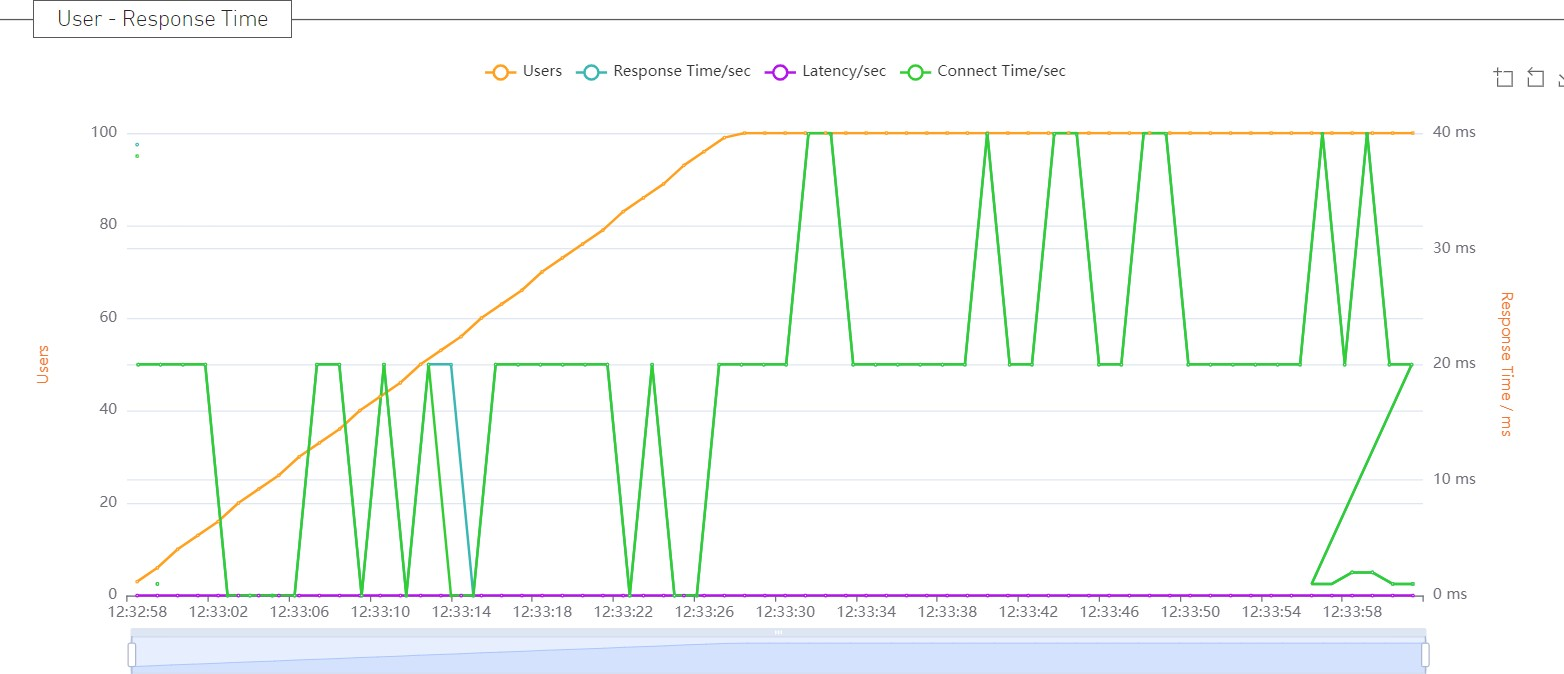 User - Response Time
Users Response Time/sec Latency/sec Connect Time/sec
100 40 ms
80
30 ms
60
Users
20 ms
Response Time / ms
40
10 ms
20
0 0 ms
12:32:58 12:33:02 12:33:06 12:33:10 12:33:14 12:33:18 12:33:22 12:33:26 12:33:30 12:33:34 12:33:38 12:33:42 12:33:46 12:33:50 12:33:54 12:33:58